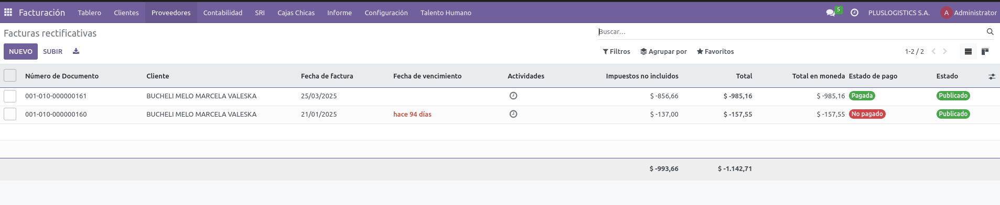 Facturación Tablero Clientes Proveedores Contabilidad SRI Cajas Chicas Informe Configuración Talento Humano 5 PLUSLOGISTICS S.A. A Administrator
Facturas rectificativas Buscar...
NUEVO SUBIR Filtros Agrupar por Favoritos 1-2 / 2
Número de Documento Cliente Fecha de factura Fecha de vencimiento Actividades Impuestos no incluidos Total Total en moneda Estado de pago Estado
001-010-000000161 BUCHELI MELO MARCELA VALESKA 25/03/2025 $ -856,66 $ -985,16 $ -985,16 Pagada Publicado
001-010-000000160 BUCHELI MELO MARCELA VALESKA 21/01/2025 hace 94 días $ -137,00 $ -157,55 $ -157,55 No pagado Publicado
$ -993,66 $ -1.142,71